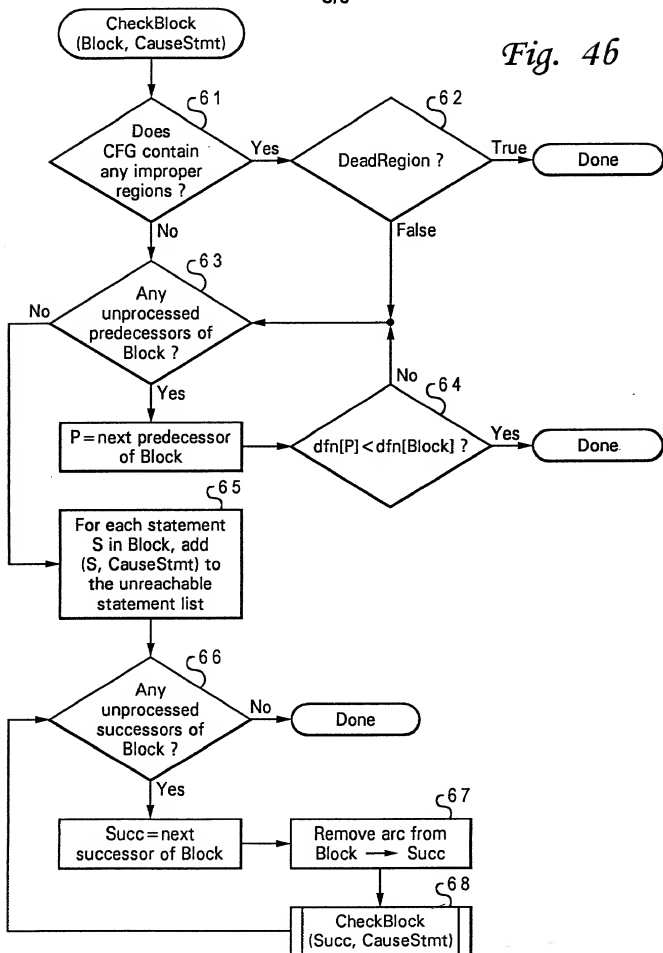 CheckBlock
(Block, CauseStmt)
Fig. 4b
61
Does
CFG contain
any improper
regions ?
Yes
No
62
DeadRegion ?
True
Done
False
63
No
Any
unprocessed
predecessors of
Block ?
Yes
P=next predecessor
of Block
No
64
dfn[P]<dfn[Block] ?
Yes
Done
65
For each statement
S in Block, add
(S, CauseStmt) to
the unreachable
statement list
66
Any
unprocessed
successors of
Block ?
No
Done
Yes
Succ=next
successor of Block
67
Remove arc from
Block → Succ
68
CheckBlock
(Succ, CauseStmt)